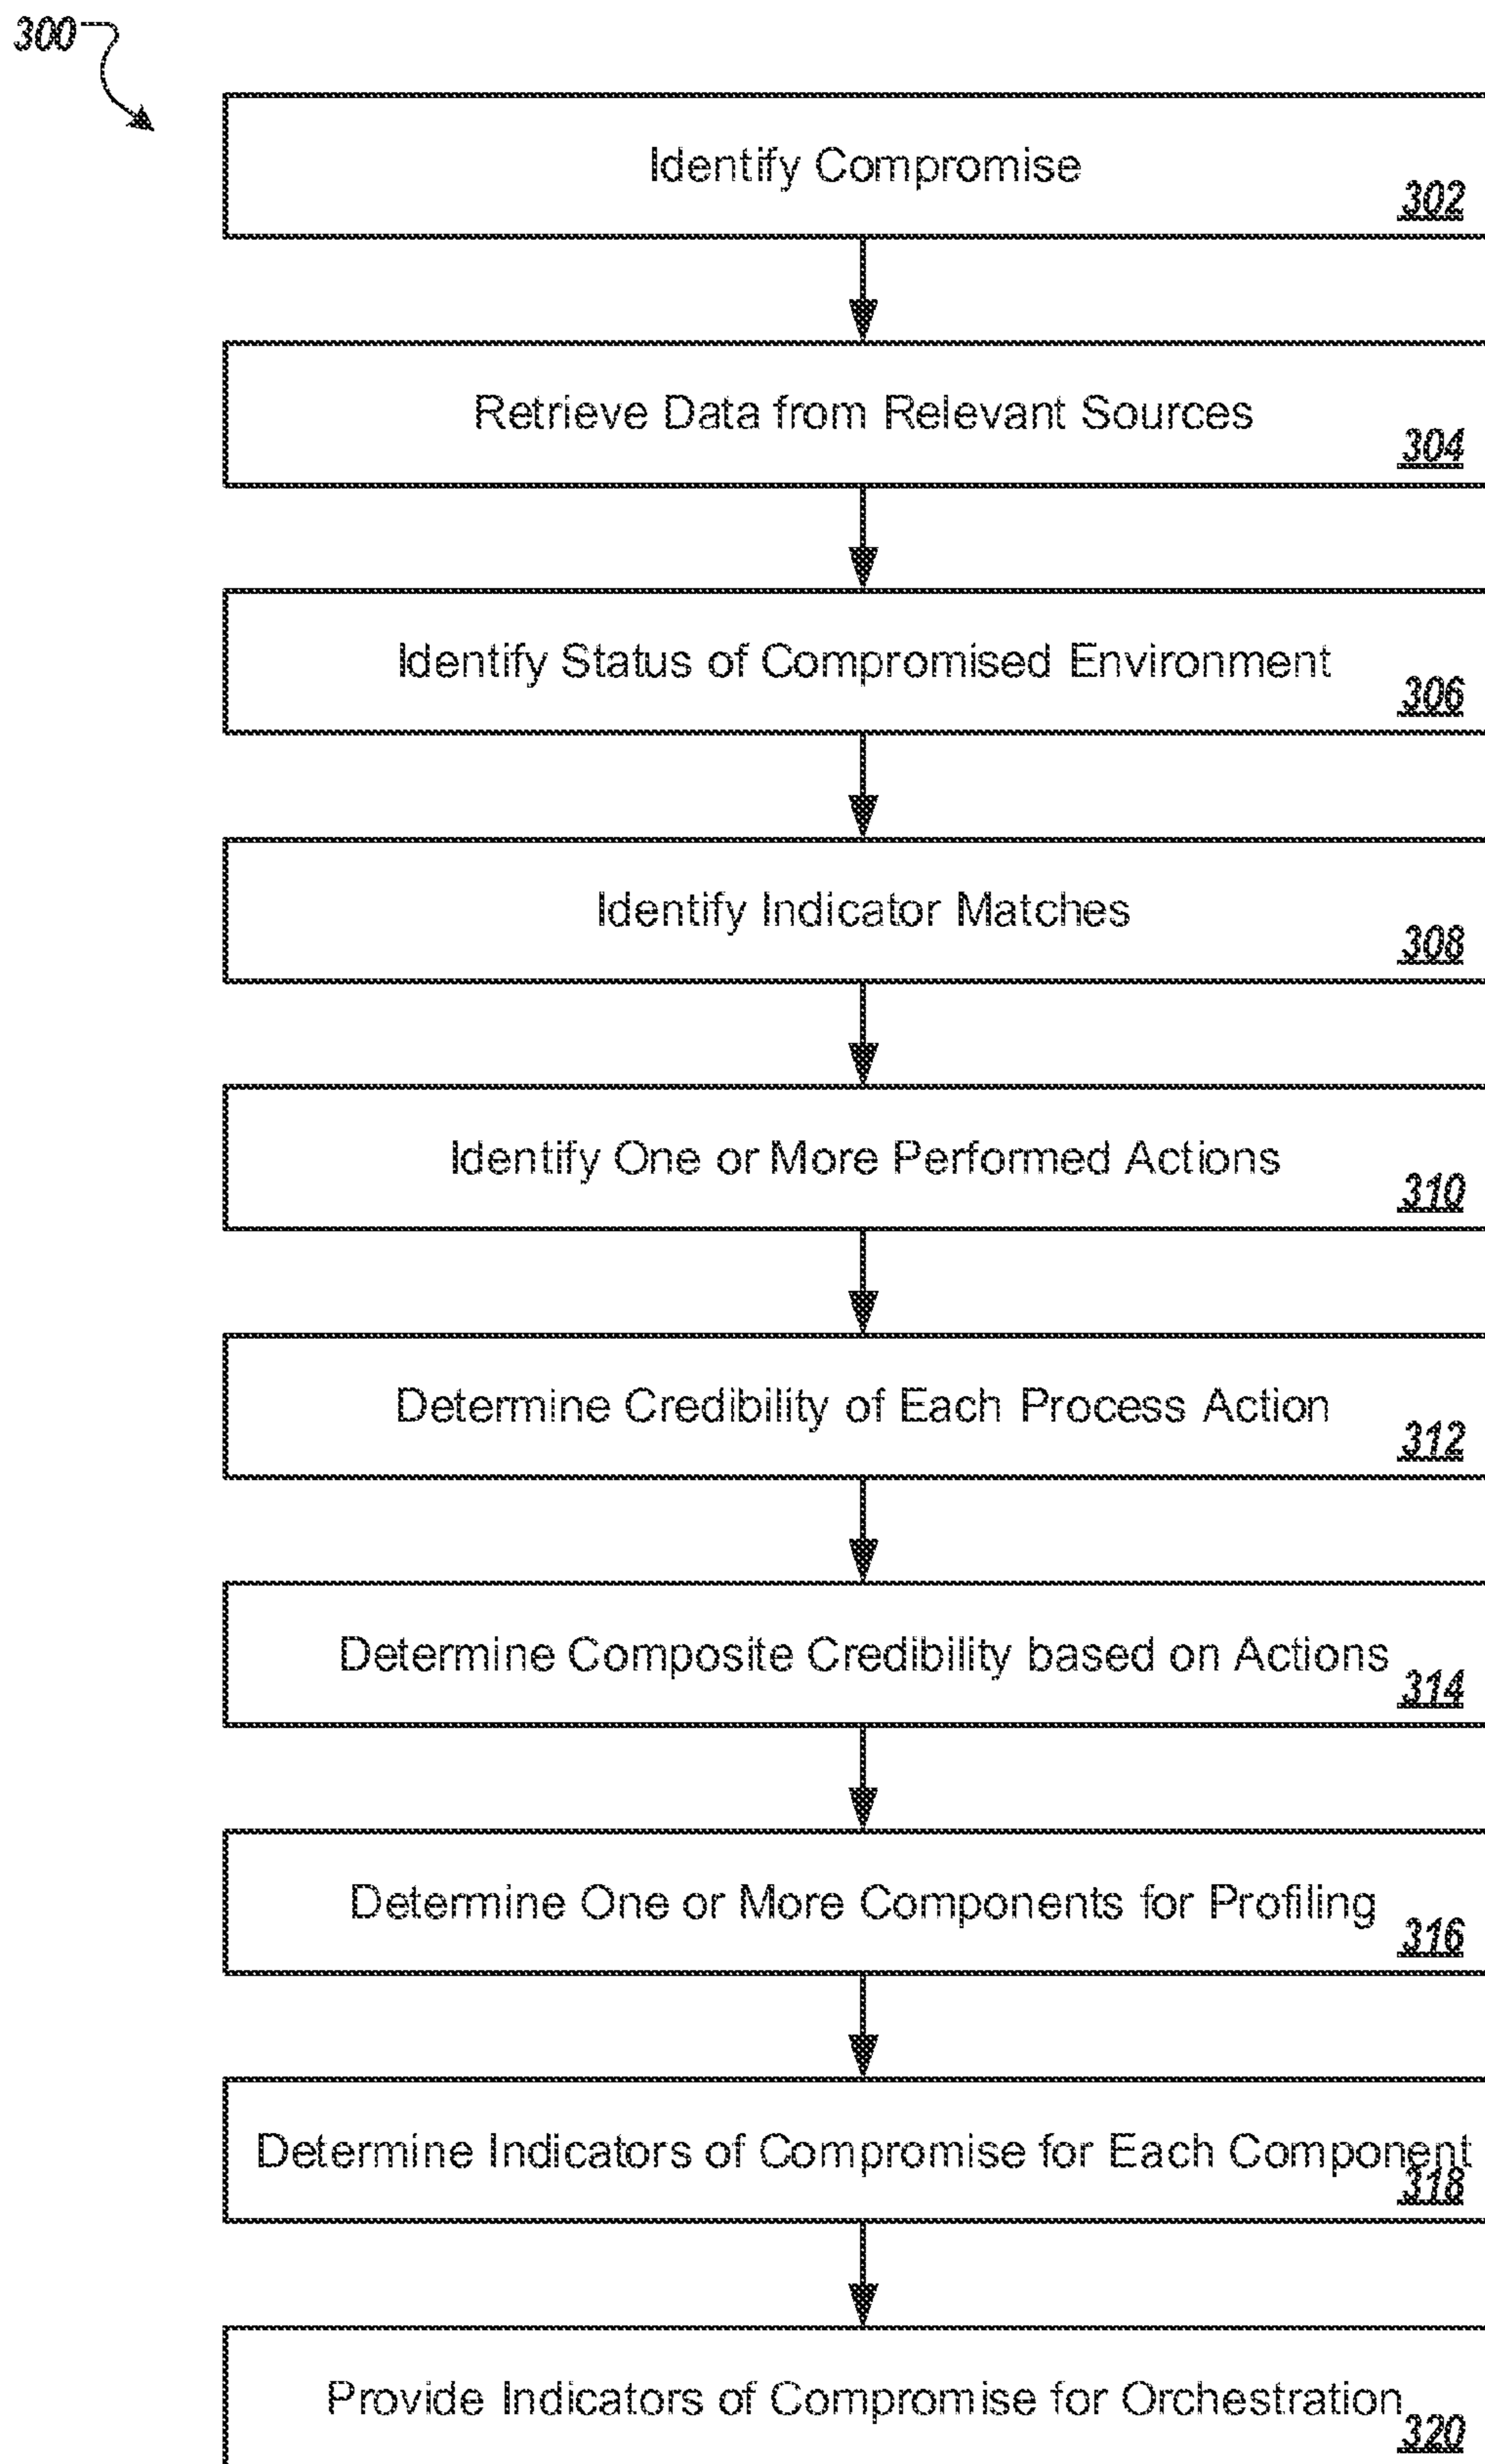 300
Identify Compromise
302
Retrieve Data from Relevant Sources
304
Identify Status of Compromised Environment
306
Identify Indicator Matches
308
Identify One or More Performed Actions
310
Determine Credibility of Each Process Action
312
Determine Composite Credibility based on Actions
314
Determine One or More Components for Profiling
316
Determine Indicators of Compromise for Each Component
318
Provide Indicators of Compromise for Orchestration
320